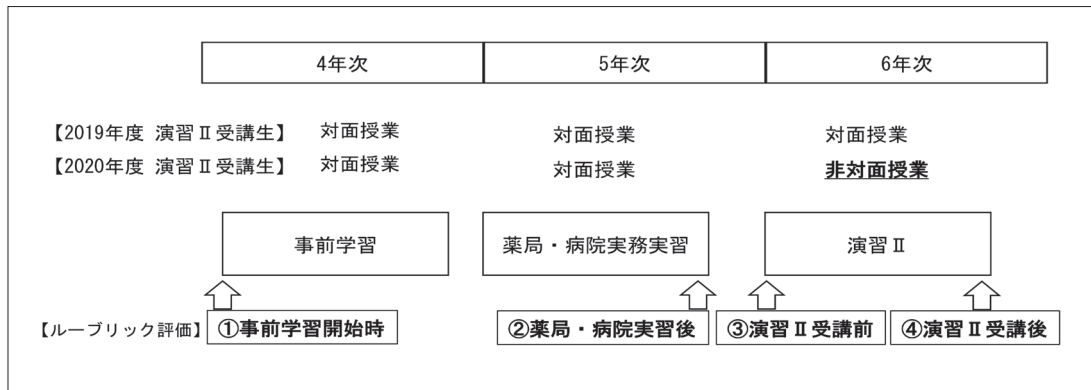 4年次 5年次 6年次
【2019年度 演習Ⅱ受講生】 対面授業 対面授業 対面授業
【2020年度 演習Ⅱ受講生】 対面授業 対面授業 非対面授業
事前学習 薬局・病院実務実習 演習Ⅱ
【ルーブリック評価】 ①事前学習開始時 ②薬局・病院実習後 ③演習Ⅱ受講前 ④演習Ⅱ受講後